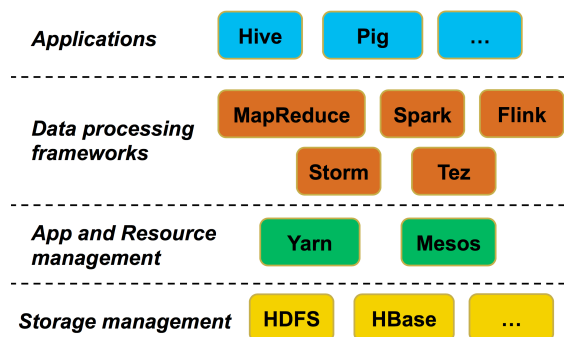 Applications
Hive Pig …
Data processing
frameworks
MapReduce Spark Flink
Storm Tez
App and Resource
management
Yarn Mesos
Storage management
HDFS HBase …